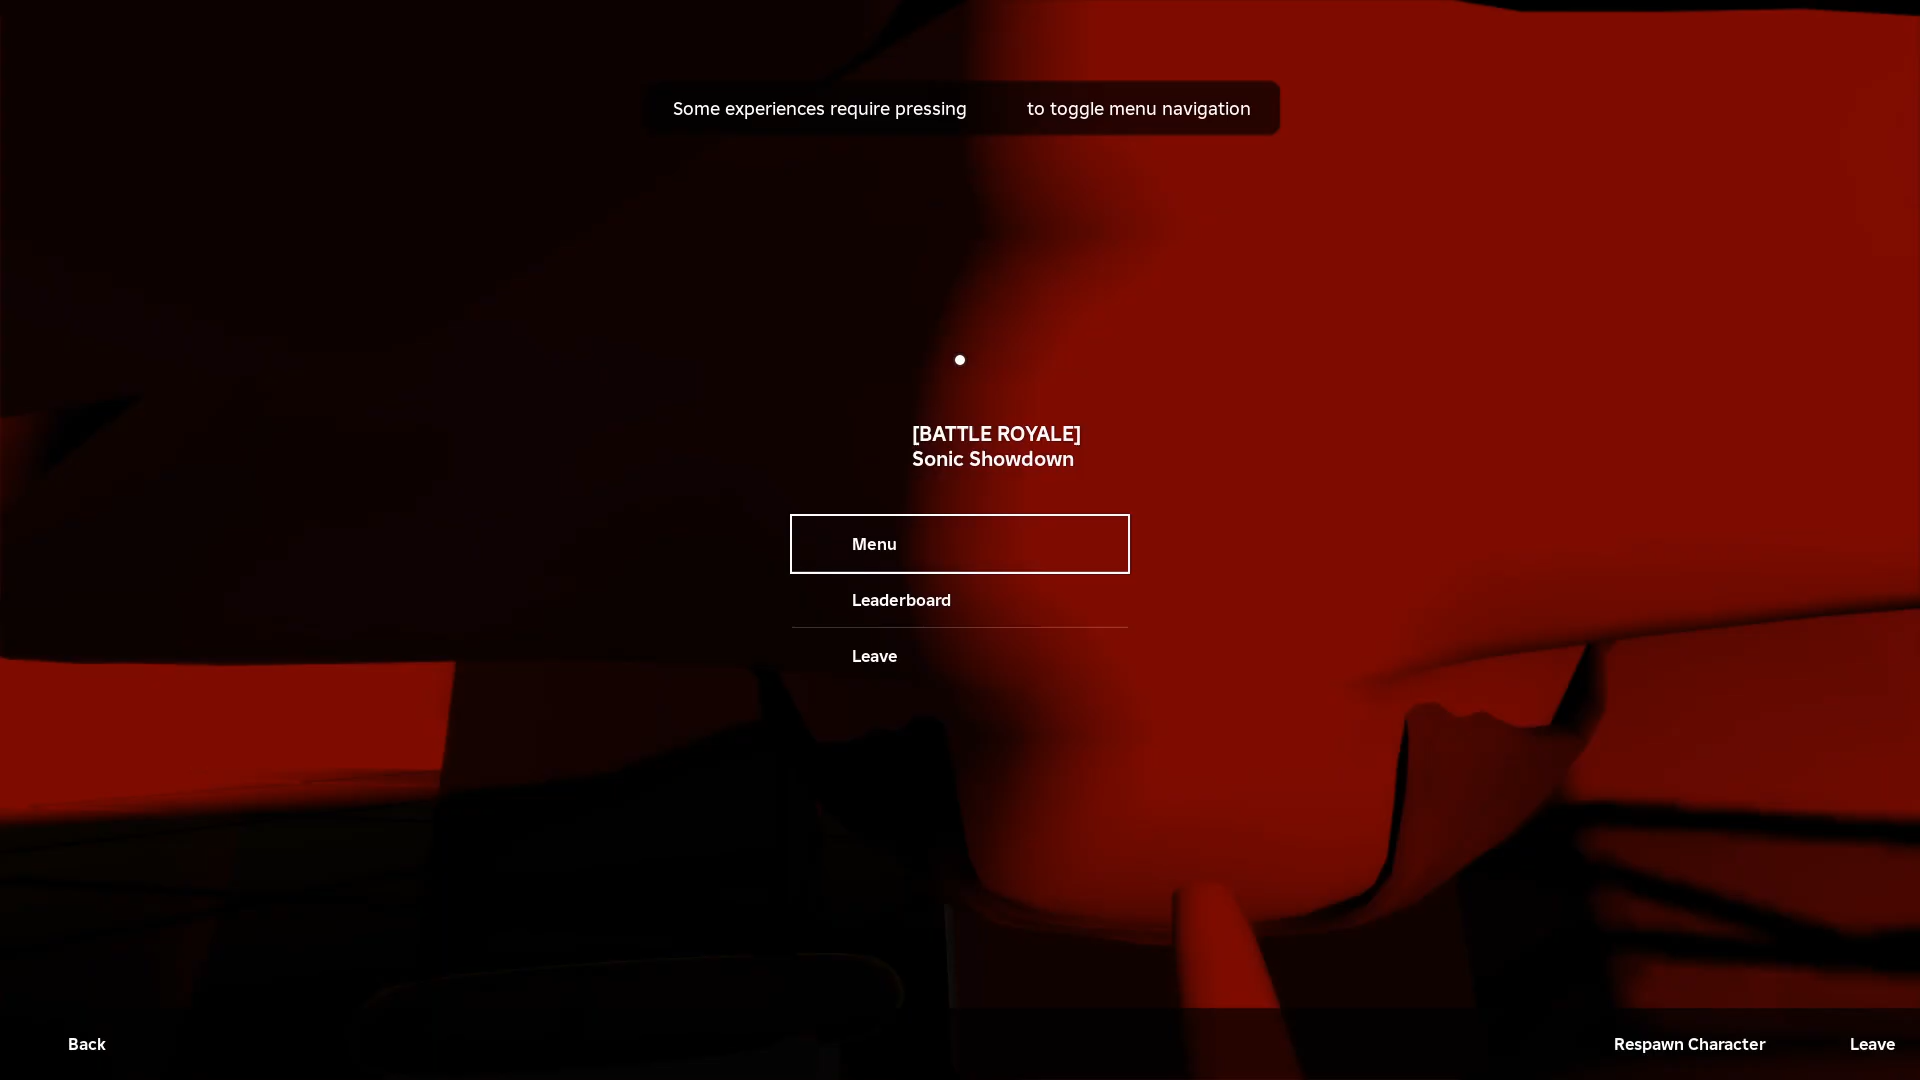 Some experiences require pressing to toggle menu navigation
[BATTLE ROYALE]
Sonic Showdown
Menu
Leaderboard
Leave
Back
Respawn Character
Leave